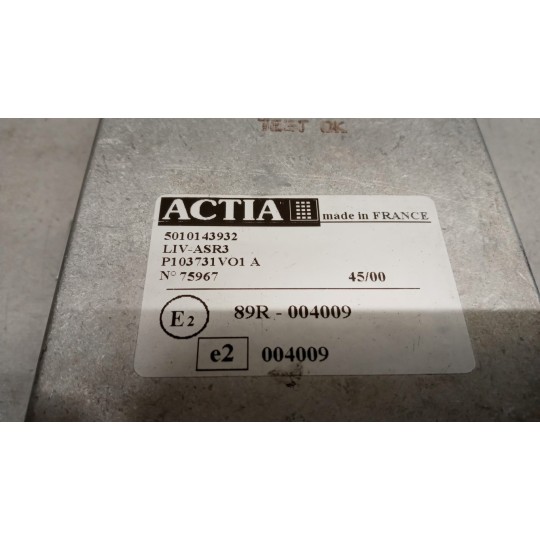 TEST OK
ACTIA made in FRANCE
5010143932
LIV-ASR3
P103731VO1 A
N° 75967 45/00
E2 89R - 004009
e2 004009